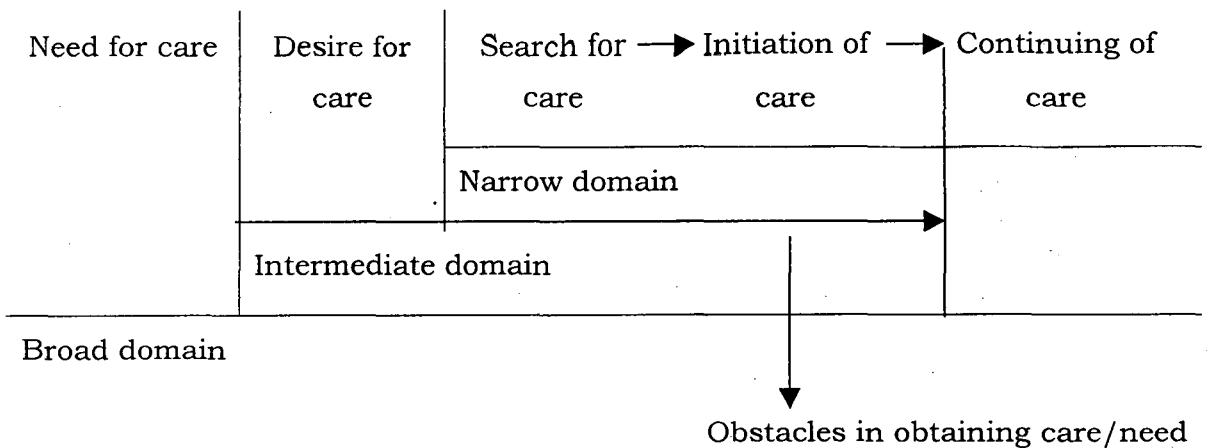 Need for care
Desire for
care
Search for
care
Initiation of
care
Continuing of
care
Narrow domain
Intermediate domain
Broad domain
Obstacles in obtaining care/need